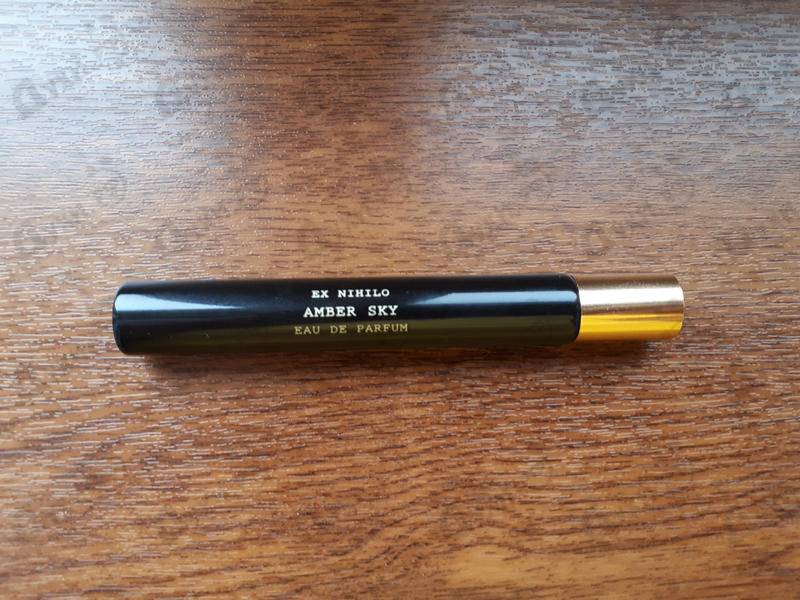 EX NIHILO
AMBER SKY
EAU DE PARFUM